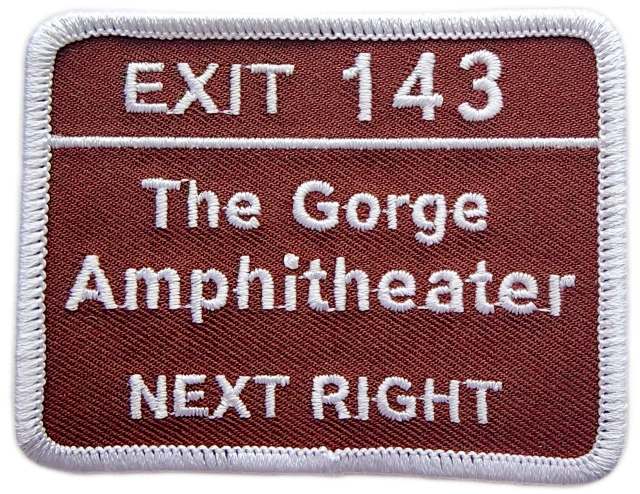 EXIT 143
The Gorge
Amphitheater
NEXT RIGHT